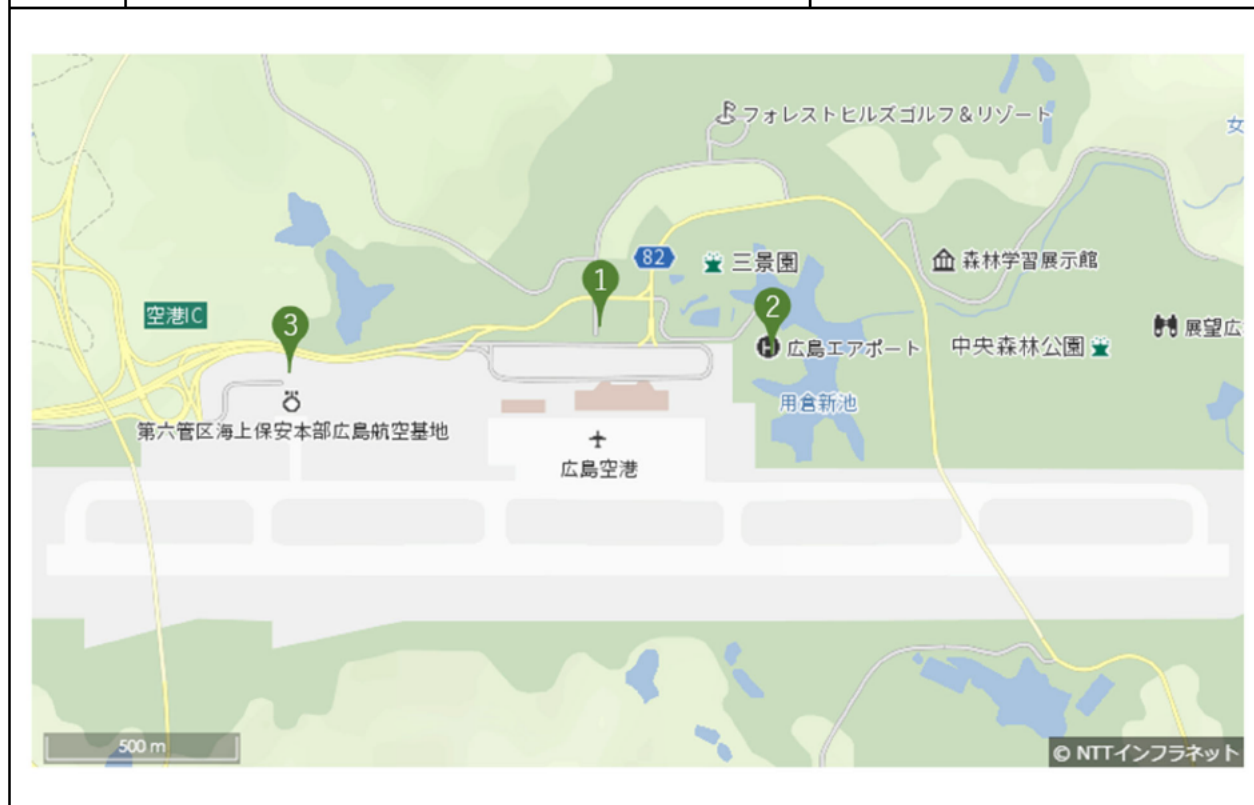 フォレストヒルズゴルフ＆リゾート
女
82
三景園
森林学習展示館
1
空港IC
3
2
展望広
広島エアポート
中央森林公園
用倉新池
第六管区海上保安本部広島航空基地
広島空港
500 m
© NTTインフラネット